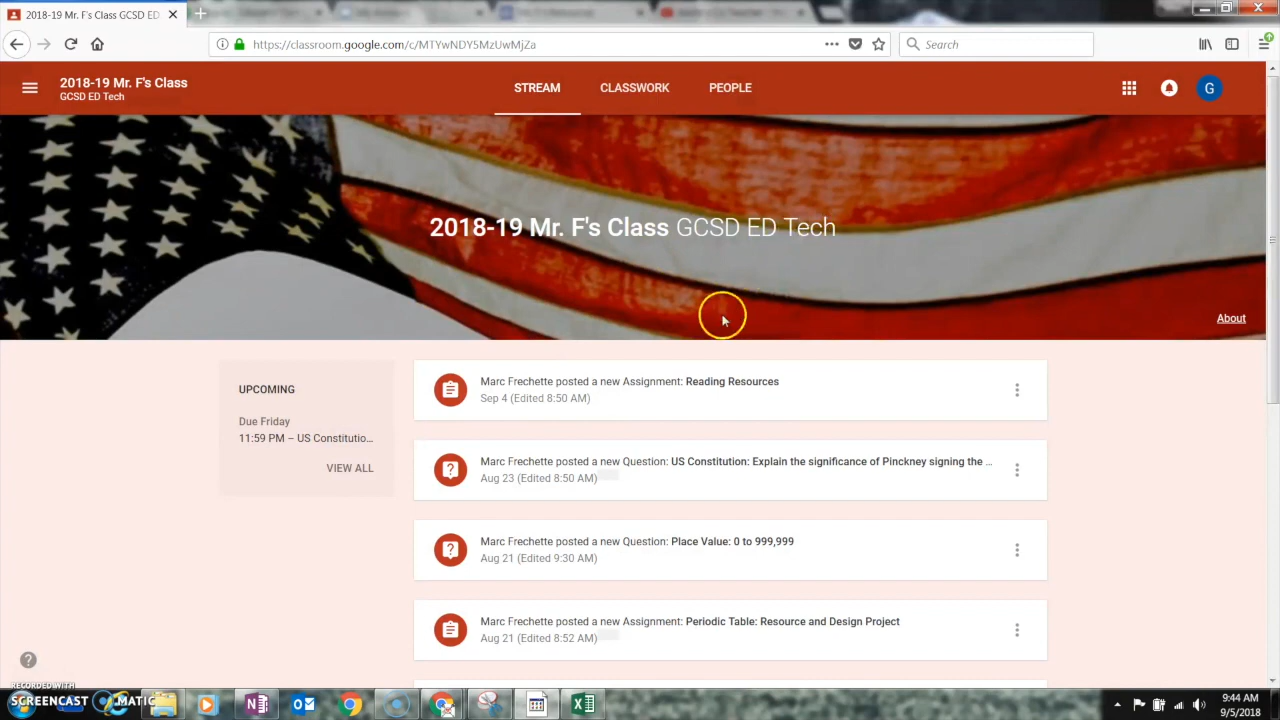 2018-19 Mr. F's Class GCSD ED
https://classroom.google.com/c/MTYwNDY5MzUwMjZa
Search
2018-19 Mr. F's Class
GCSD ED Tech
STREAM
CLASSWORK
PEOPLE
G
2018-19 Mr. F's Class GCSD ED Tech
About
UPCOMING
Due Friday
11:59 PM – US Constitutio...
VIEW ALL
Marc Frechette posted a new Assignment: Reading Resources
Sep 4 (Edited 8:50 AM)
Marc Frechette posted a new Question: US Constitution: Explain the significance of Pinckney signing the ...
Aug 23 (Edited 8:50 AM)
Marc Frechette posted a new Question: Place Value: 0 to 999,999
Aug 21 (Edited 9:30 AM)
Marc Frechette posted a new Assignment: Periodic Table: Resource and Design Project
Aug 21 (Edited 8:52 AM)
RECORDED WITH
SCREENCAST MATIC
9:44 AM
9/5/2018